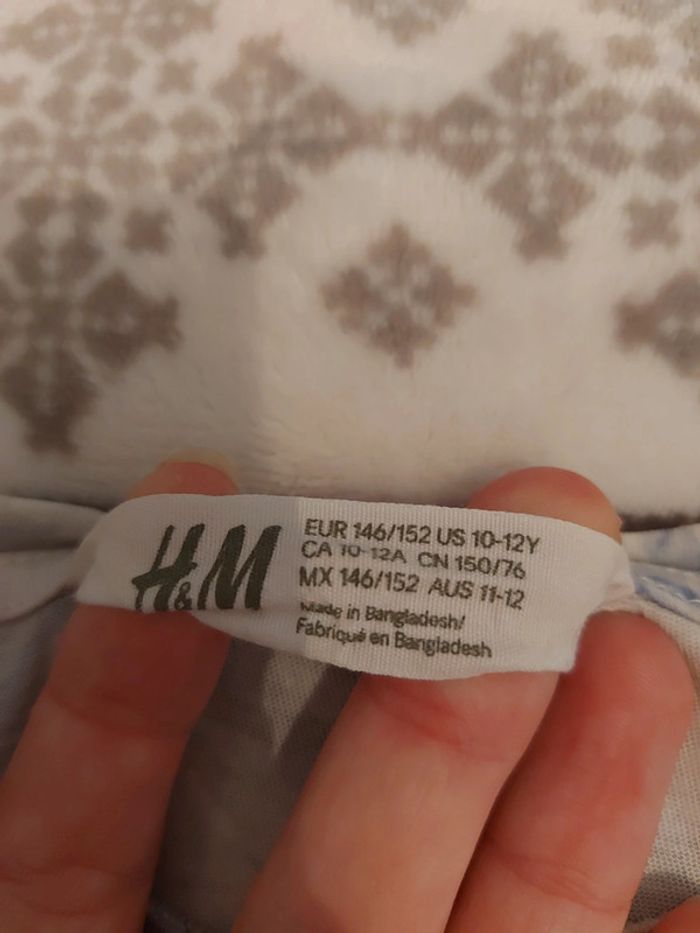 H&M
EUR 146/152 US 10-12Y
CA 10-12A CN 150/76
MX 146/152 AUS 11-12
Made in Bangladesh/
Fabriqué en Bangladesh